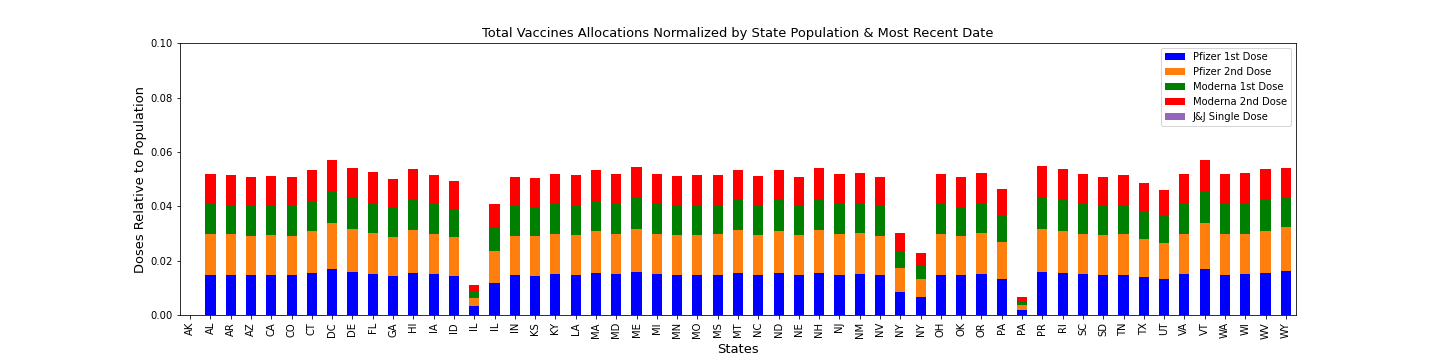 Total Vaccines Allocations Normalized by State Population & Most Recent Date
Doses Relative to Population
0.10
0.08
0.06
0.04
0.02
0.00
Pfizer 1st Dose
Pfizer 2nd Dose
Moderna 1st Dose
Moderna 2nd Dose
J&J Single Dose
AK AL AR AZ CA CO CT DC DE FL GA HI IA ID IL IL IN KS KY LA MA MD ME MI MN MO MS MT NC ND NE NH NJ NM NV NY NY OH OK OR PA PA PR RI SC SD TN TX UT VA VT WA WI WV WY
States